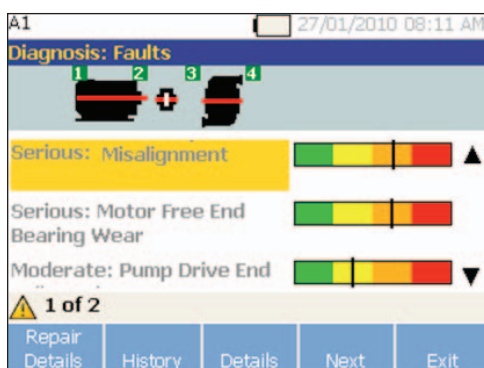 A1 27/01/2010 08:11 AM
Diagnosis: Faults
1 2 3 4
Serious: Misalignment
Serious: Motor Free End
Bearing Wear
Moderate: Pump Drive End
1 of 2
Repair
Details History Details Next Exit